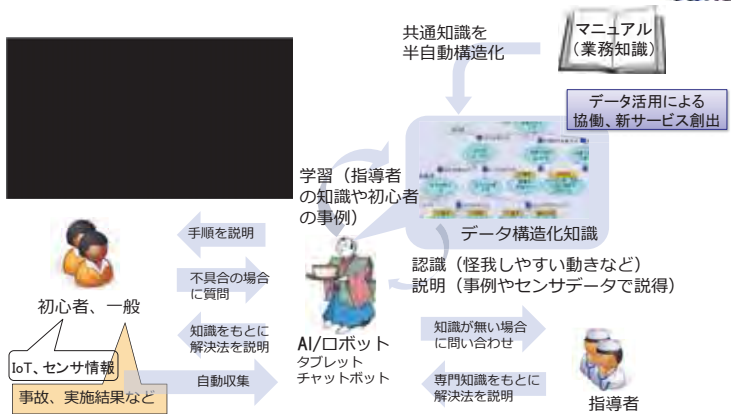 共通知識を
半自動構造化
マニュアル
（業務知識）
データ活用による
協働、新サービス創出
学習（指導者
の知識や初心者
の事例）
データ構造化知識
手順を説明
認識（怪我しやすい動きなど）
説明（事例やセンサデータで説得）
不具合の場合
に質問
初心者、一般
知識をもとに
解決法を説明
AI/ロボット
タブレット
チャットボット
知識が無い場合
に問い合わせ
IoT、センサ情報
事故、実施結果など
自動収集
専門知識をもとに
解決法を説明
指導者